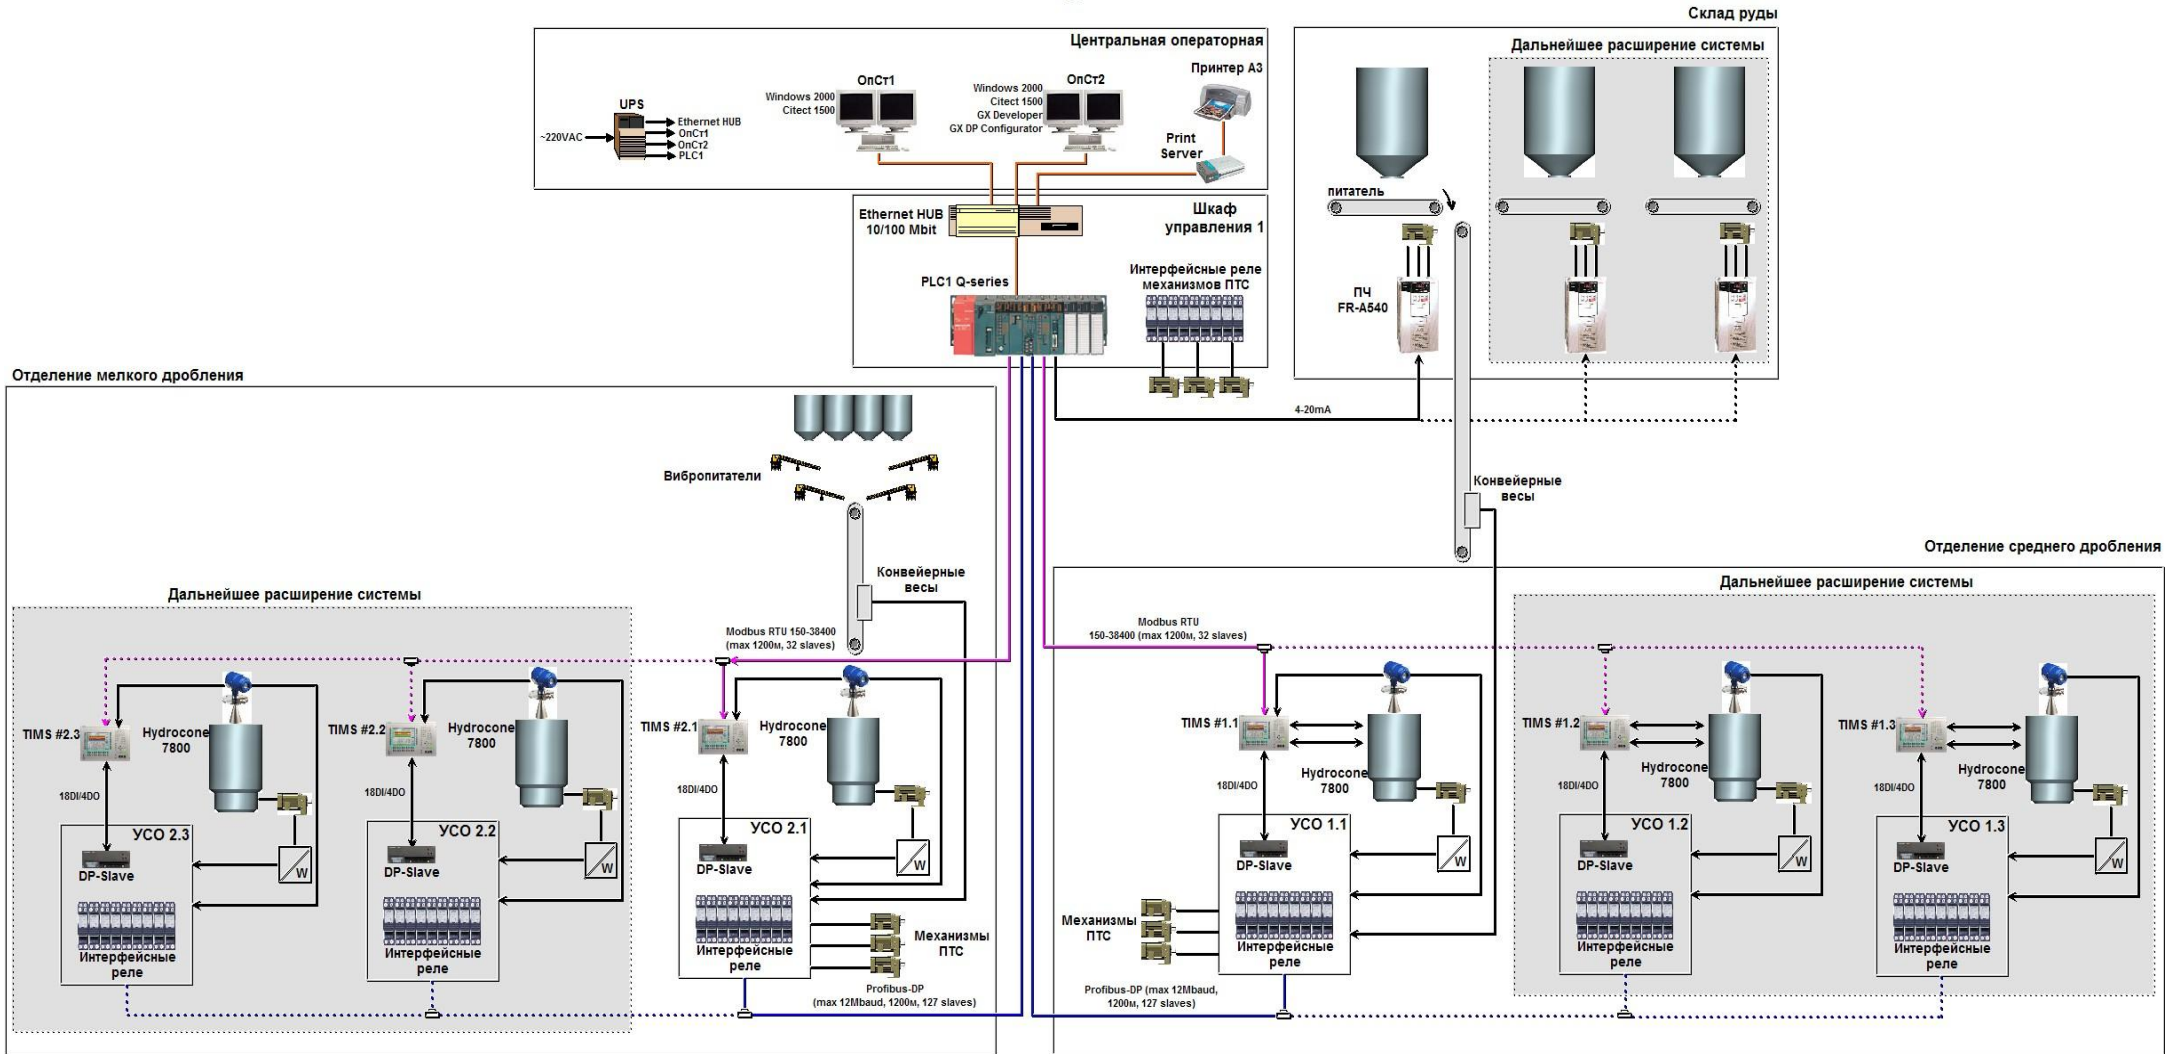 Склад руды
Центральная операторная
Дальнейшее расширение системы
Принтер А3
ОпСт1
Windows 2000
Citect 1500
ОпСт2
Windows 2000
Citect 1500
GX Developer
GX DP Configurator
UPS
~220VAC
Ethernet HUB
ОпСт1
ОпСт2
PLC1
Print
Server
питатель
Ethernet HUB
10/100 Mbit
Шкаф
управления 1
PLC1 Q-series
Интерфейсные реле
механизмов ПТС
ПЧ
FR-A540
4-20mA
Отделение мелкого дробления
Вибропитатели
Конвейерные
весы
Конвейерные
весы
Отделение среднего дробления
Дальнейшее расширение системы
Дальнейшее расширение системы
Modbus RTU 150-38400
(max 1200м, 32 slaves)
Modbus RTU
150-38400 (max 1200м, 32 slaves)
TIMS #2.3
Hydrocone
7800
TIMS #2.2
Hydrocone
7800
TIMS #2.1
Hydrocone
7800
TIMS #1.1
Hydrocone
7800
TIMS #1.2
Hydrocone
7800
TIMS #1.3
Hydrocone
7800
18DI/4DO
18DI/4DO
18DI/4DO
18DI/4DO
18DI/4DO
18DI/4DO
УСО 2.3
DP-Slave
W
Интерфейсные
реле
УСО 2.2
DP-Slave
W
Интерфейсные
реле
УСО 2.1
DP-Slave
W
Интерфейсные
реле
Механизмы
ПТС
Механизмы
ПТС
УСО 1.1
DP-Slave
W
Интерфейсные
реле
УСО 1.2
DP-Slave
W
Интерфейсные
реле
УСО 1.3
DP-Slave
W
Интерфейсные
реле
Profibus-DP
(max 12Mbaud, 1200м, 127 slaves)
Profibus-DP (max 12Mbaud,
1200м, 127 slaves)